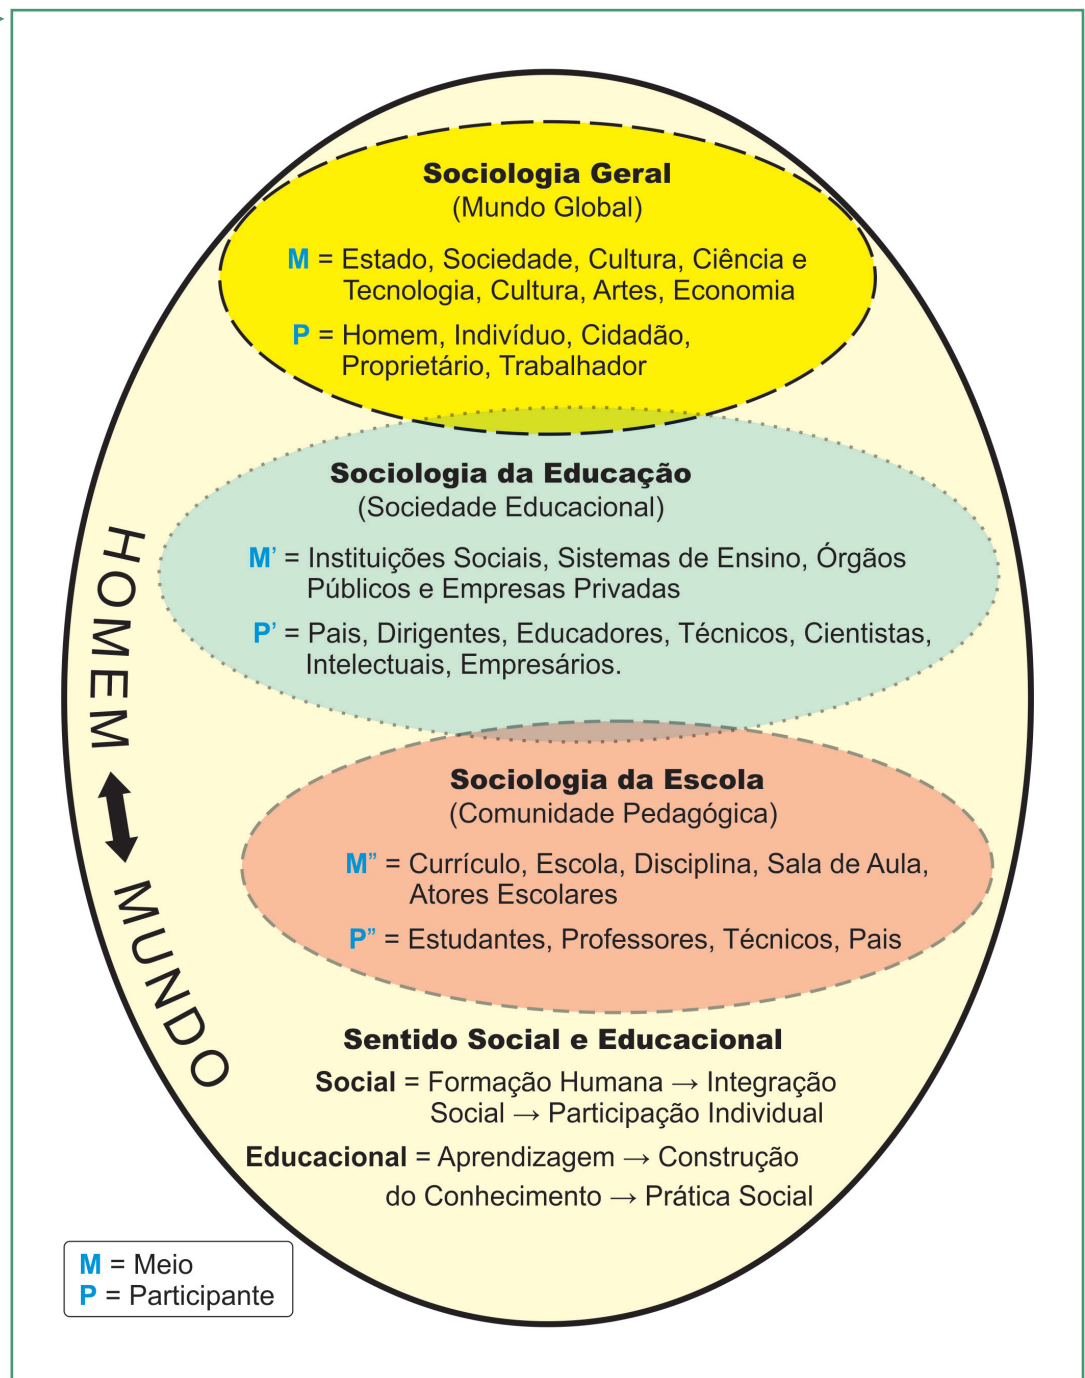 Sociologia Geral
(Mundo Global)
M = Estado, Sociedade, Cultura, Ciência e
Tecnologia, Cultura, Artes, Economia
P = Homem, Indivíduo, Cidadão,
Proprietário, Trabalhador
Sociologia da Educação
(Sociedade Educacional)
M’ = Instituições Sociais, Sistemas de Ensino, Órgãos
Públicos e Empresas Privadas
P’ = Pais, Dirigentes, Educadores, Técnicos, Cientistas,
Intelectuais, Empresários.
HOMEM ↔ MUNDO
Sociologia da Escola
(Comunidade Pedagógica)
M” = Currículo, Escola, Disciplina, Sala de Aula,
Atores Escolares
P” = Estudantes, Professores, Técnicos, Pais
Sentido Social e Educacional
Social = Formação Humana → Integração
Social → Participação Individual
Educacional = Aprendizagem → Construção
do Conhecimento → Prática Social
M = Meio
P = Participante